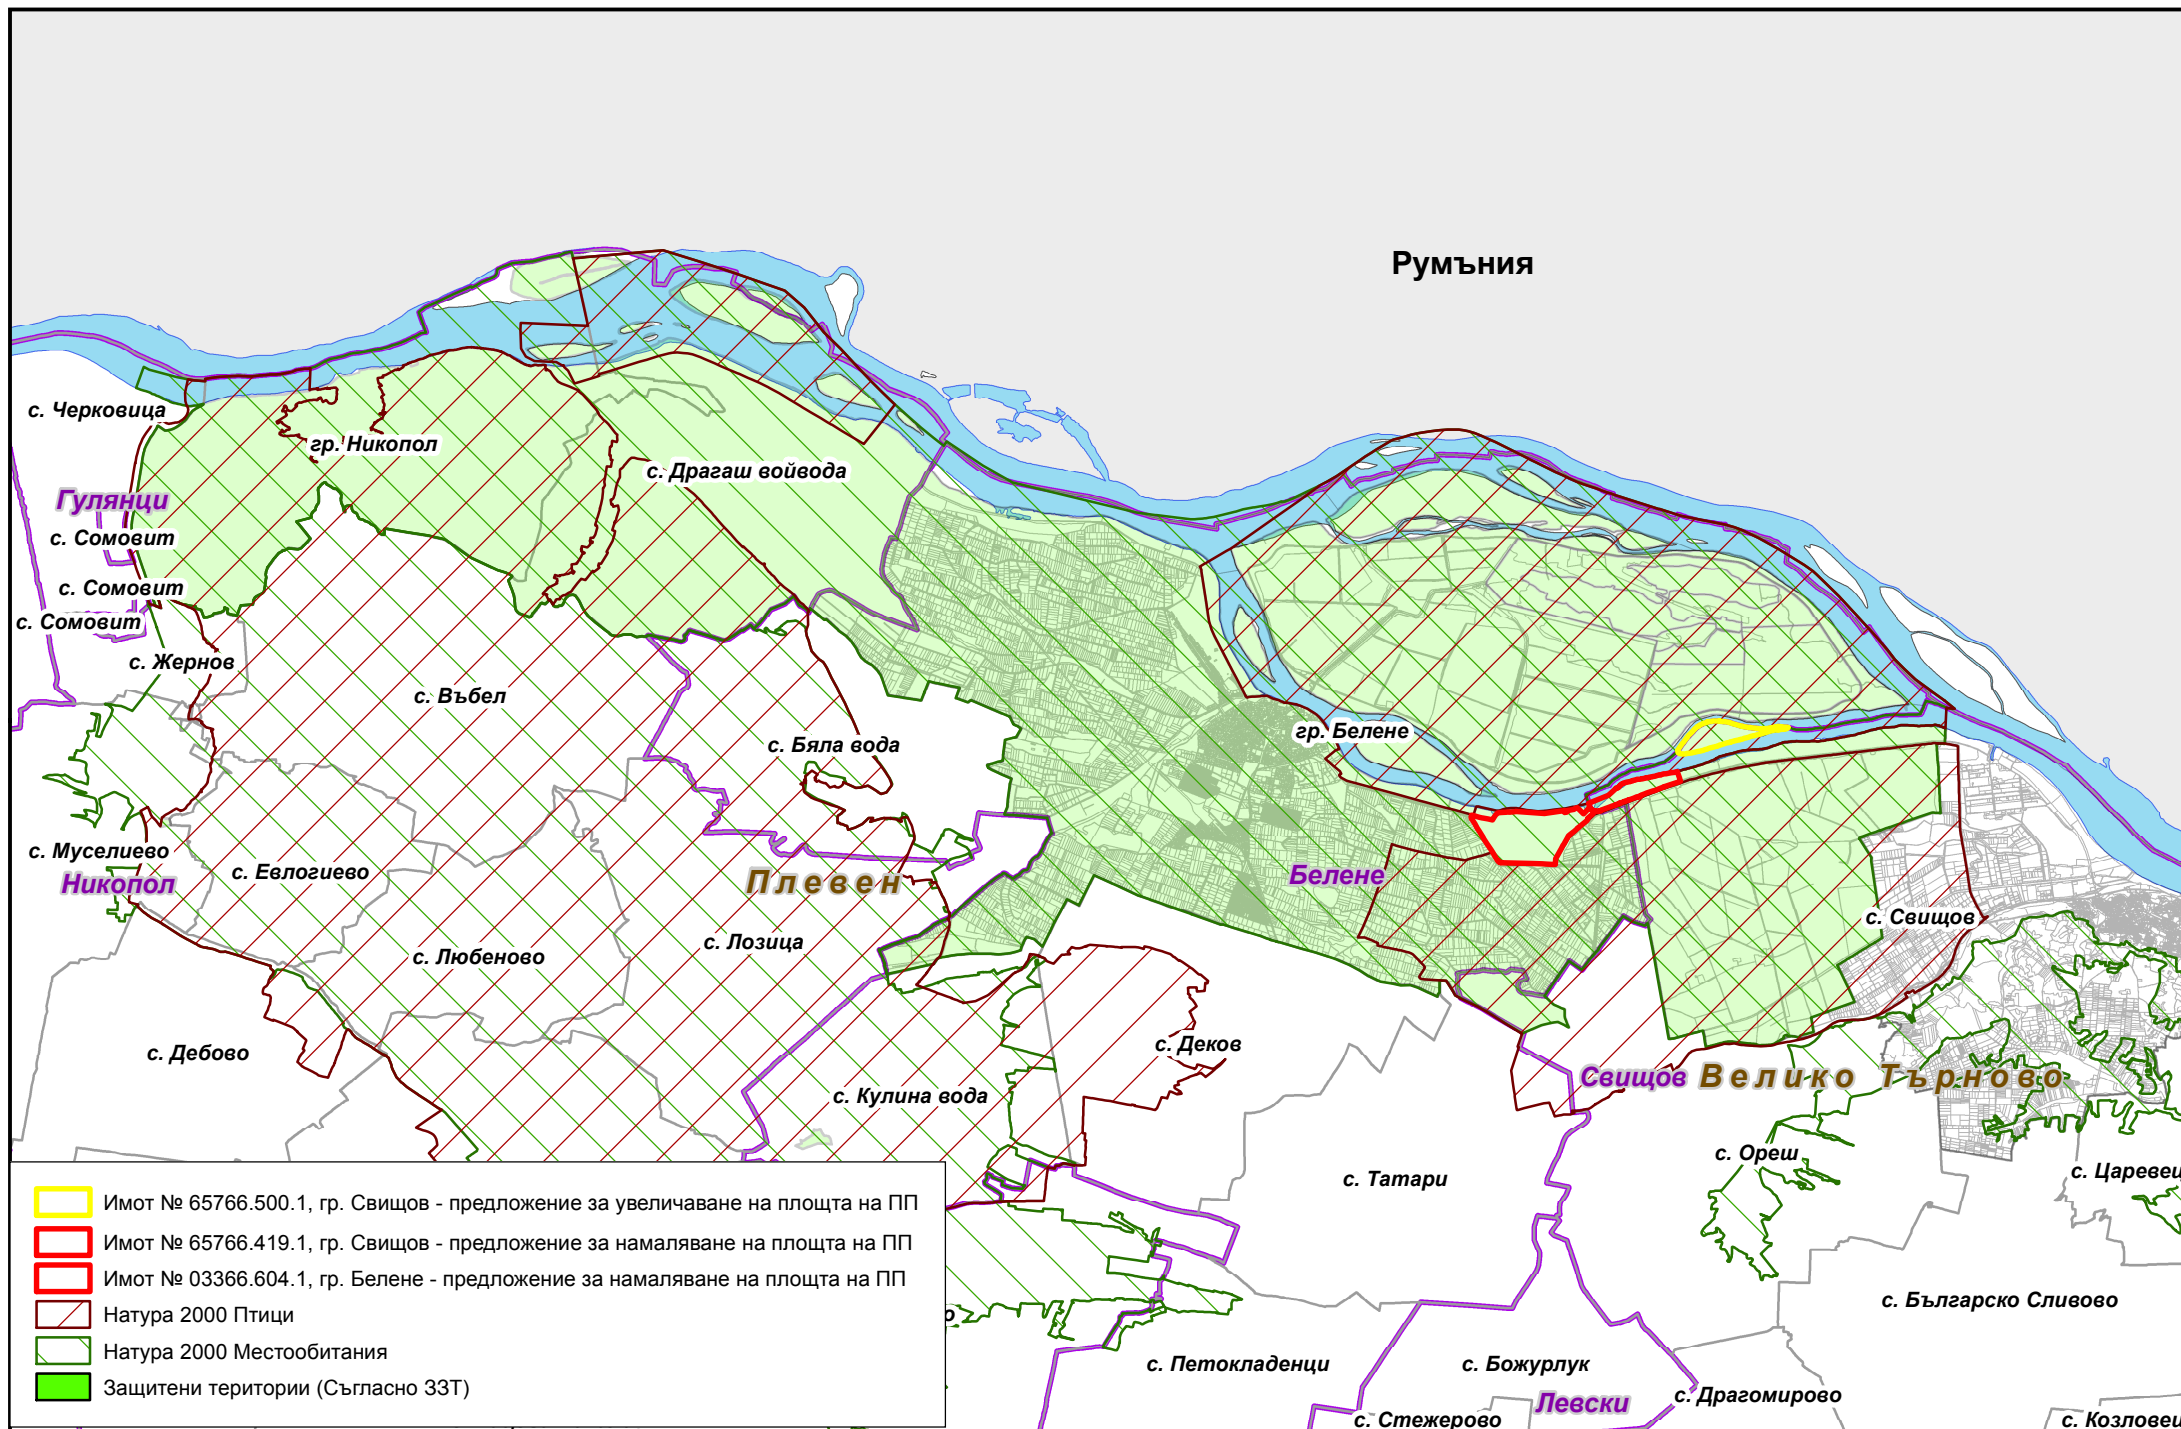 Румъния
с. Черковица
гр. Никопол
с. Драгаш войвода
Гулянци
с. Сомовит
с. Сомовит
с. Сомовит
с. Жернов
с. Въбел
с. Бяла вода
гр. Белене
с. Муселиево
Никопол
с. Евлогиево
Плевен
Белене
с. Свищов
с. Любеново
с. Лозица
с. Дебово
с. Деков
с. Кулина вода
Свищов
Велико Търново
с. Ореш
с. Татари
с. Царевец
с. Българско Сливово
с. Петокладенци
с. Божурлук
Левски
с. Драгомирово
с. Стежерово
с. Козловец
Имот № 65766.500.1, гр. Свищов - предложение за увеличаване на площта на ПП
Имот № 65766.419.1, гр. Свищов - предложение за намаляване на площта на ПП
Имот № 03366.604.1, гр. Белене - предложение за намаляване на площта на ПП
Натура 2000 Птици
Натура 2000 Местообитания
Защитени територии (Съгласно ЗЗТ)